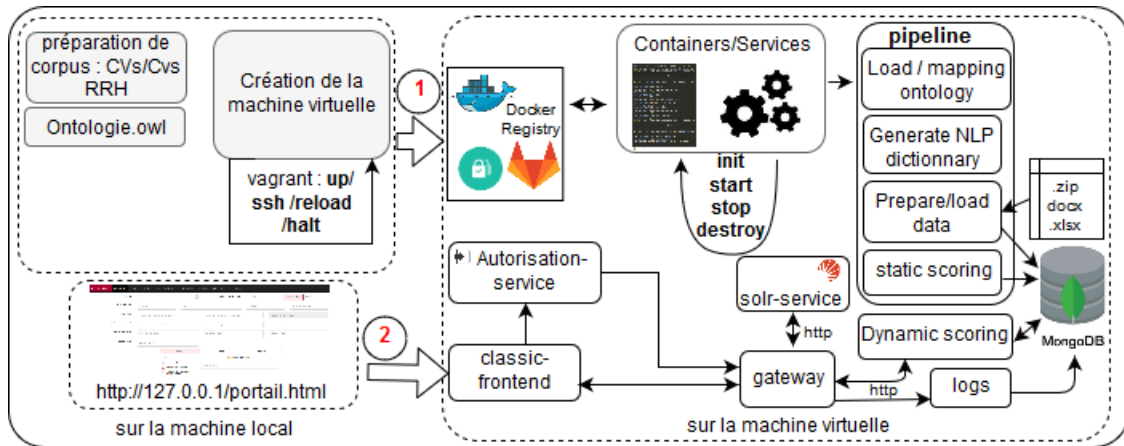 préparation de
corpus : CVs/Cvs
RRH
Ontologie.owl
Création de la
machine virtuelle
vagrant : up/
ssh /reload
/halt
1
Docker
Registry
Containers/Services
init
start
stop
destroy
pipeline
Load / mapping
ontology
Generate NLP
dictionnary
Prepare/load
data
static scoring
.zip
docx
.xlsx
MongoDB
http://127.0.0.1/portail.html
sur la machine local
2
Autorisation-
service
classic-
frontend
solr-service
http
gateway
http
Dynamic scoring
logs
sur la machine virtuelle